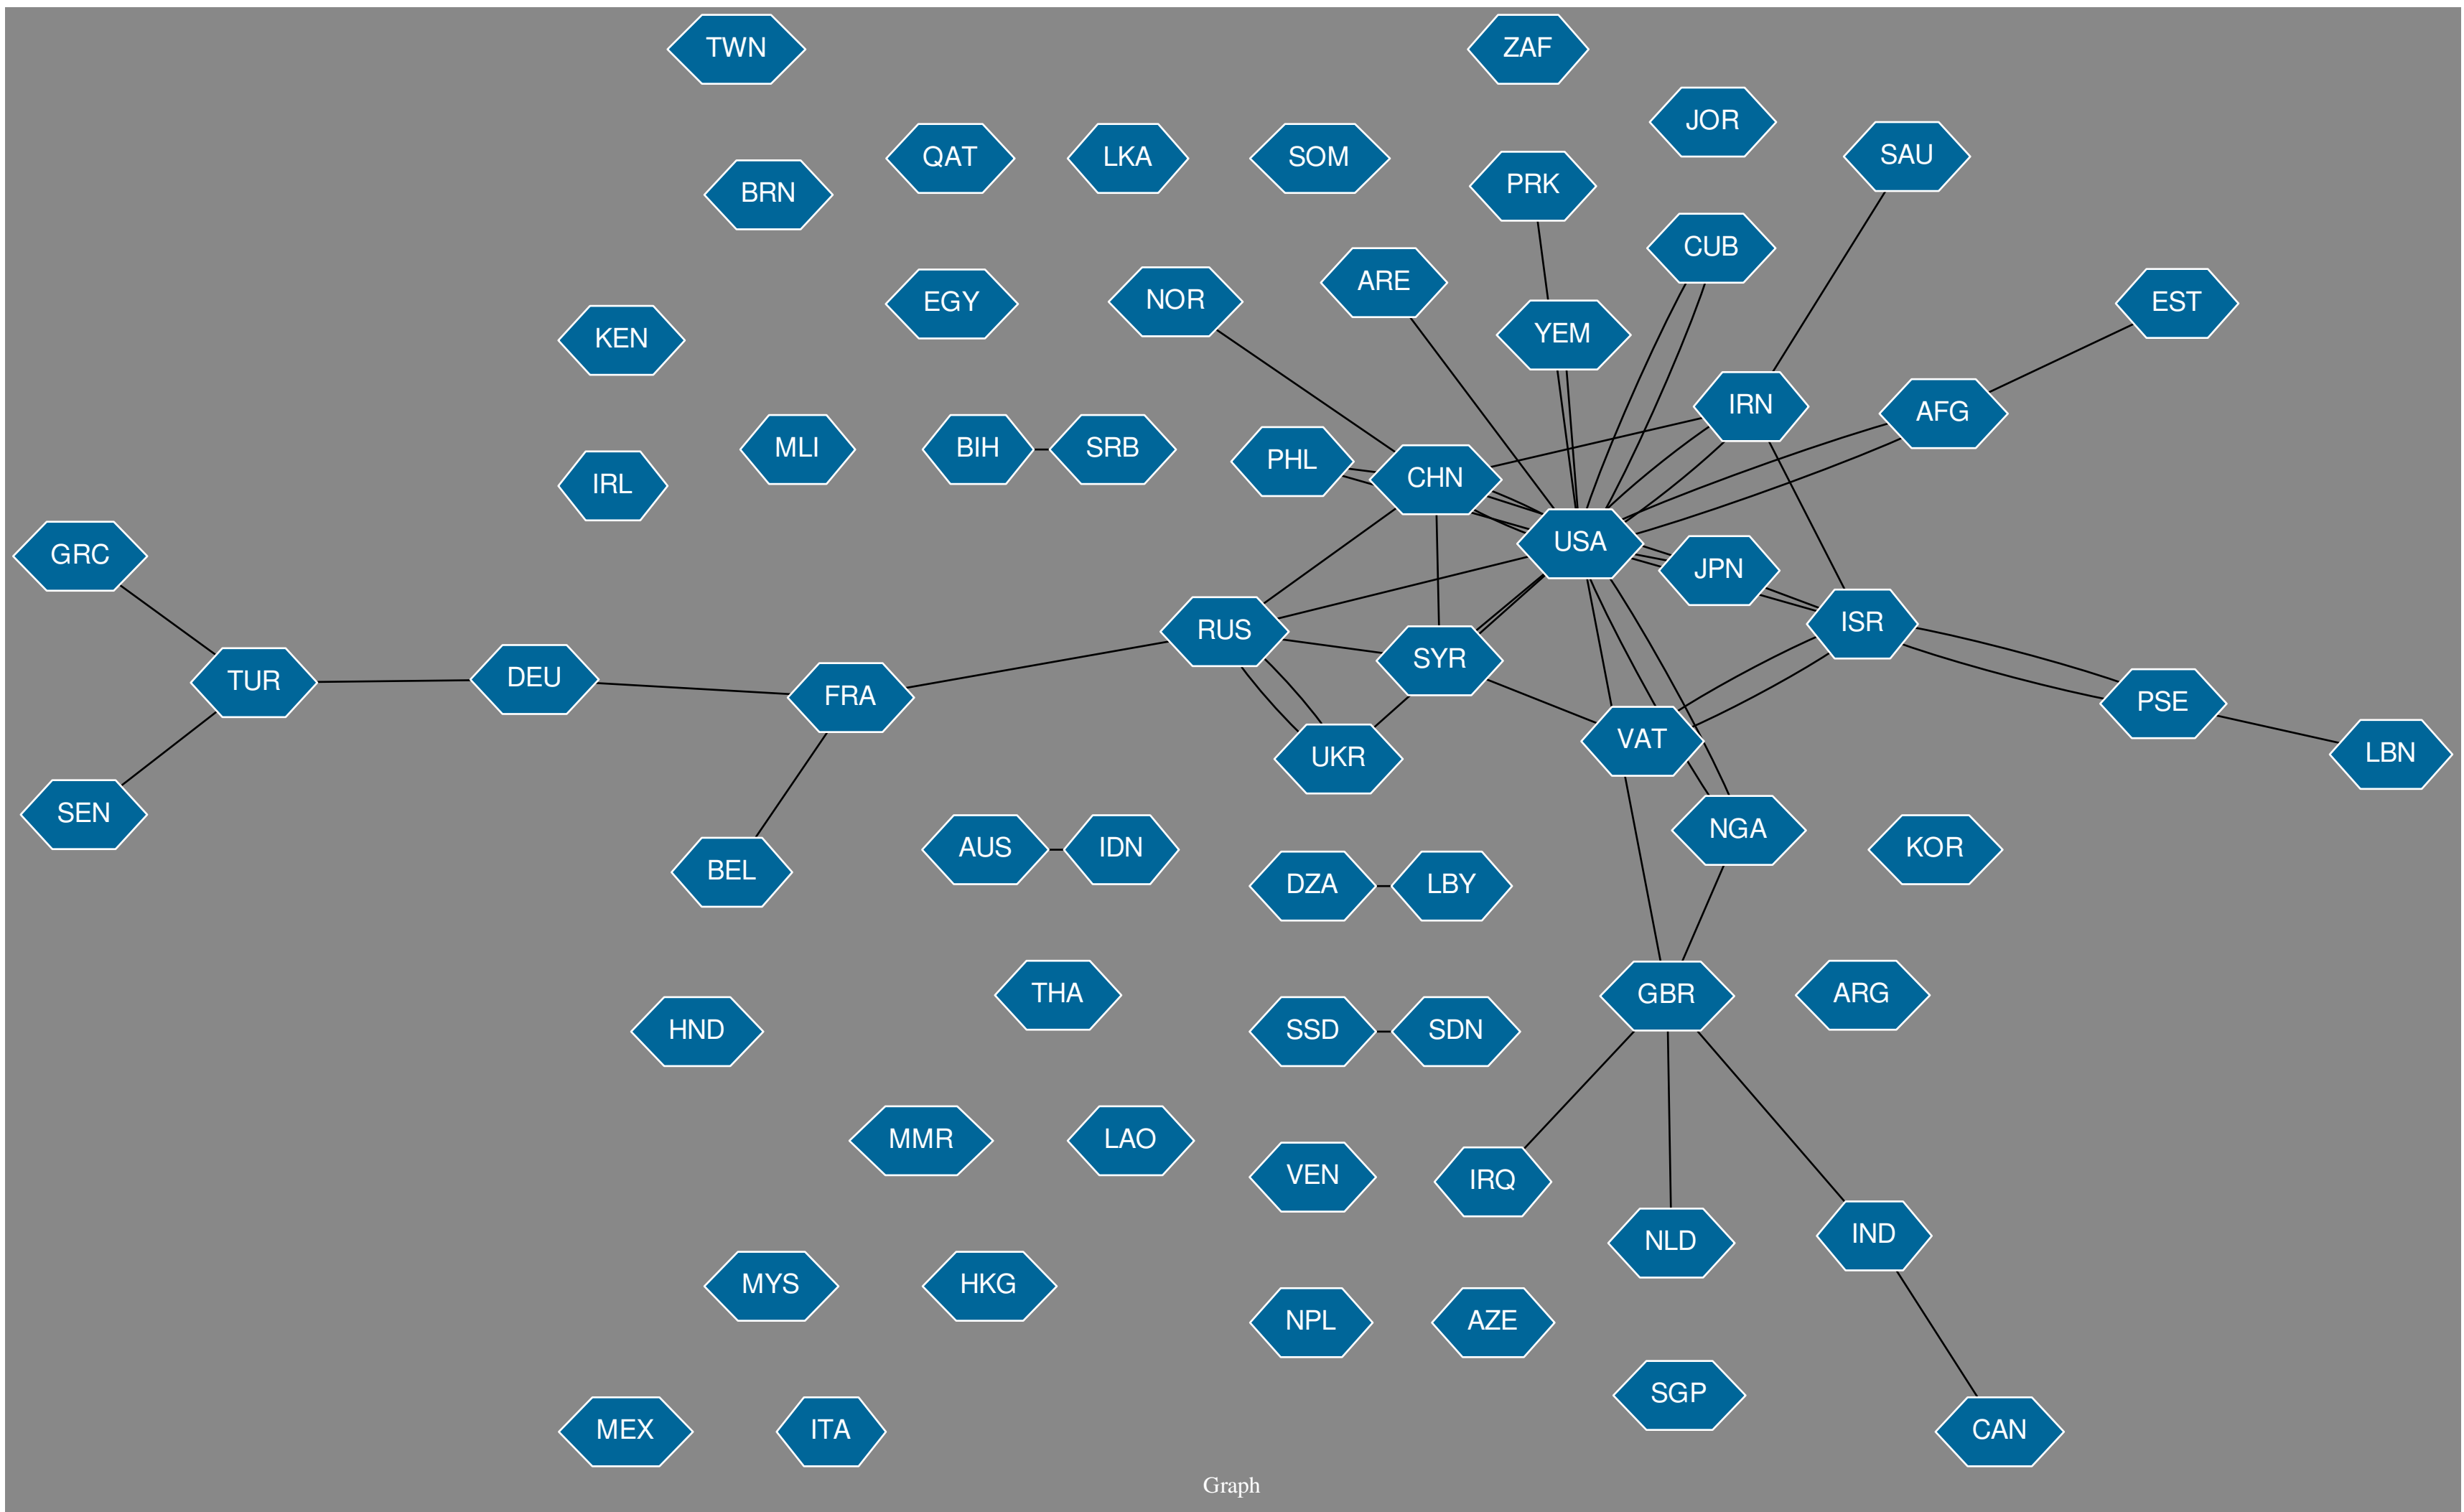 TWN
ZAF
JOR
QAT
LKA
SOM
SAU
PRK
BRN
CUB
ARE
NOR
EGY
EST
KEN
YEM
IRN
AFG
MLI
BIH
SRB
PHL
CHN
IRL
USA
GRC
JPN
ISR
RUS
SYR
TUR
DEU
FRA
PSE
VAT
UKR
LBN
SEN
NGA
AUS
IDN
KOR
BEL
DZA
LBY
THA
GBR
ARG
HND
SSD
SDN
MMR
LAO
VEN
IRQ
IND
NLD
MYS
HKG
NPL
AZE
SGP
MEX
ITA
CAN
Graph